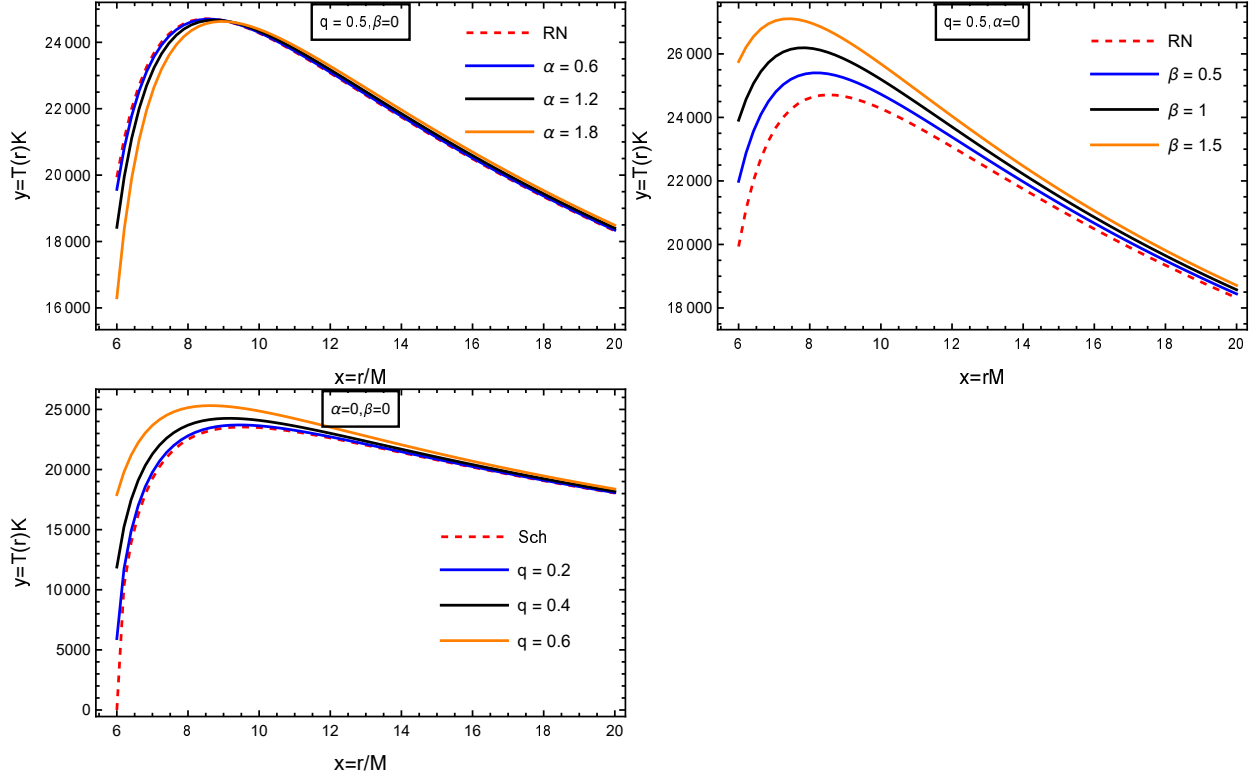 q = 0.5,β=0
RN
α = 0.6
α = 1.2
α = 1.8
y=T(r)K
24 000
22 000
20 000
18 000
16 000
6 8 10 12 14 16 18 20
x=r/M
q= 0.5,α=0
RN
β = 0.5
β = 1
β = 1.5
y=T(r)K
26 000
24 000
22 000
20 000
18 000
6 8 10 12 14 16 18 20
x=rM
α=0,β=0
Sch
q = 0.2
q = 0.4
q = 0.6
y=T(r)K
25 000
20 000
15 000
10 000
5000
0
6 8 10 12 14 16 18 20
x=r/M